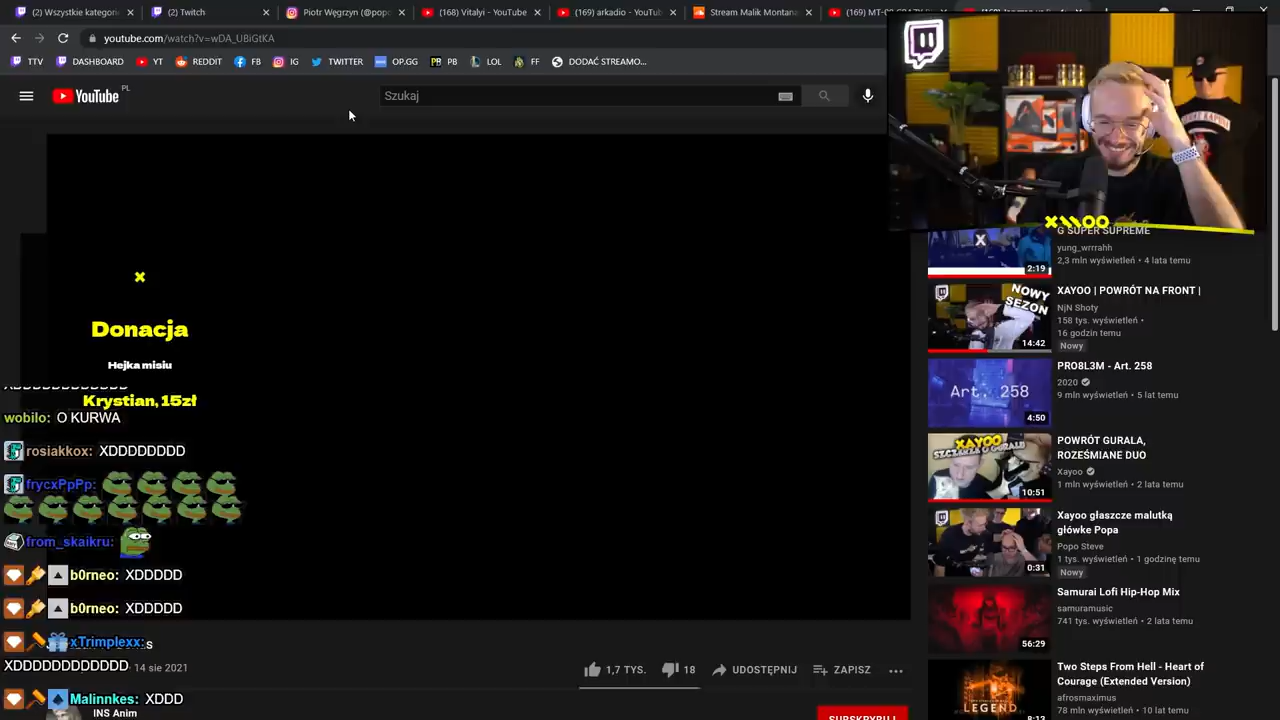 (2) Wszystkie kategorie
(2) Twitch
Piotr Węgrzyn (@popo
(168) Vitalyi - YouTube
(169) arkadio - YouTub
Stream Malik Montana
youtube.com/watch?v=wDA_UBiGtKA
TTV
DASHBOARD
YT
REDDIT
FB
IG
TWITTER
OP.GG
PB
LOL
FF
DODAĆ STREAMO...
YouTube PL
Szukaj
XAYOO
G SUPER SUPREME
yung_wrrrahh
2,3 mln wyświetleń • 4 lata temu
2:19
NOWY
SEZON
14:42
XAYOO | POWRÓT NA FRONT |
NjN Shoty
158 tys. wyświetleń •
16 godzin temu
Nowy
Art. 258
4:50
PRO8L3M - Art. 258
2020
9 mln wyświetleń • 5 lat temu
XAYOO
10:51
POWRÓT GURALA,
ROZEŚMIANE DUO
Xayoo
1 mln wyświetleń • 2 lata temu
0:31
Xayoo głaszcze malutką
główke Popa
Popo Steve
1 tys. wyświetleń • 1 godzinę temu
Nowy
56:29
Samurai Lofi Hip-Hop Mix
samuramusic
741 tys. wyświetleń • 2 lata temu
LEGEND
8:13
Two Steps From Hell - Heart of
Courage (Extended Version)
afrosmaximus
78 mln wyświetleń • 10 lat temu
Donacja
Hejka misiu
Krystian, 15zł
wobilo: O KURWA
rosiakkox: XDDDDDDDD
frycxPpPp:
from_skaikru:
b0rneo: XDDDDD
b0rneo: XDDDDD
xTrimplexx:
XDDDDDDDDDDDD
s
14 sie 2021
Malinnkes: XDDD
INS Anim
1,7 TYS.
18
UDOSTĘPNIJ
ZAPISZ
SUBSKRYBUJ